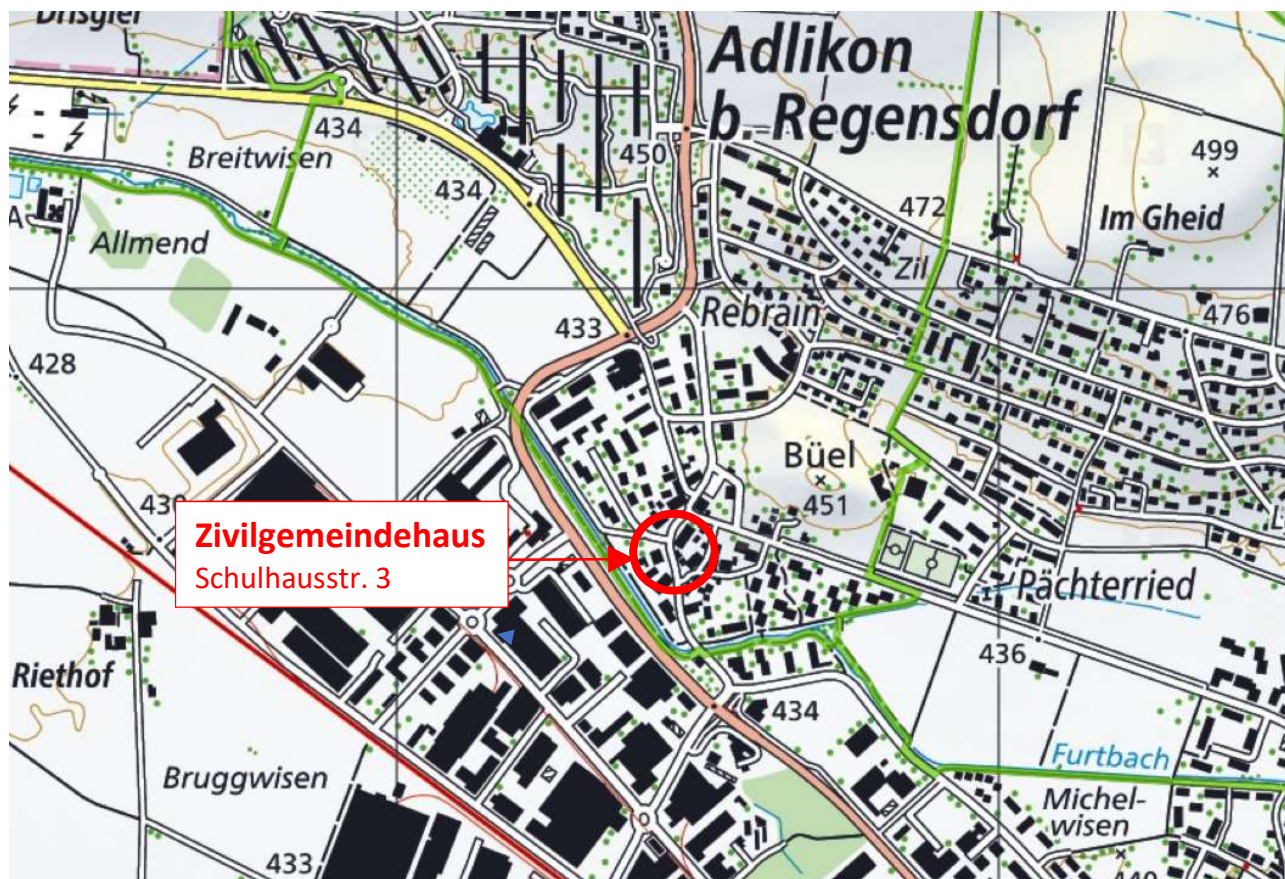 Adlikon
b. Regensdorf
434
Breitwisen
450
499
434
472
Im Gheid
Allmend
Zil
433
Rebrain
476
428
Büel
451
430
Zivilgemeindehaus
Schulhausstr. 3
Pächterried
Riethof
436
434
Bruggwisen
Furtbach
Michel-
wisen
433